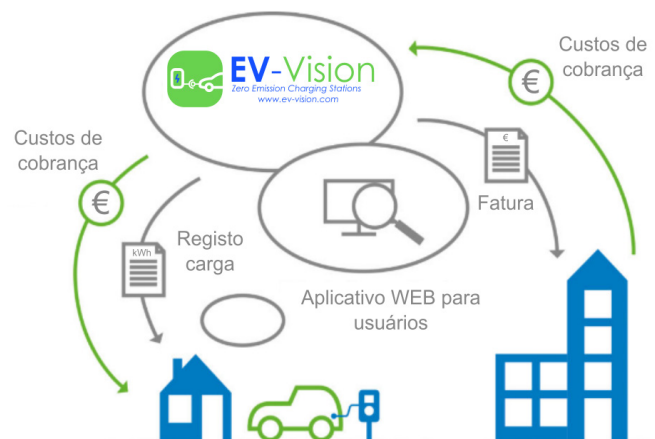 EV-Vision
Zero Emission Charging Stations
www.ev-vision.com
Custos de
cobrança
€
Custos de
cobrança
€
€
Fatura
kWh
Registo
carga
Aplicativo WEB para
usuários